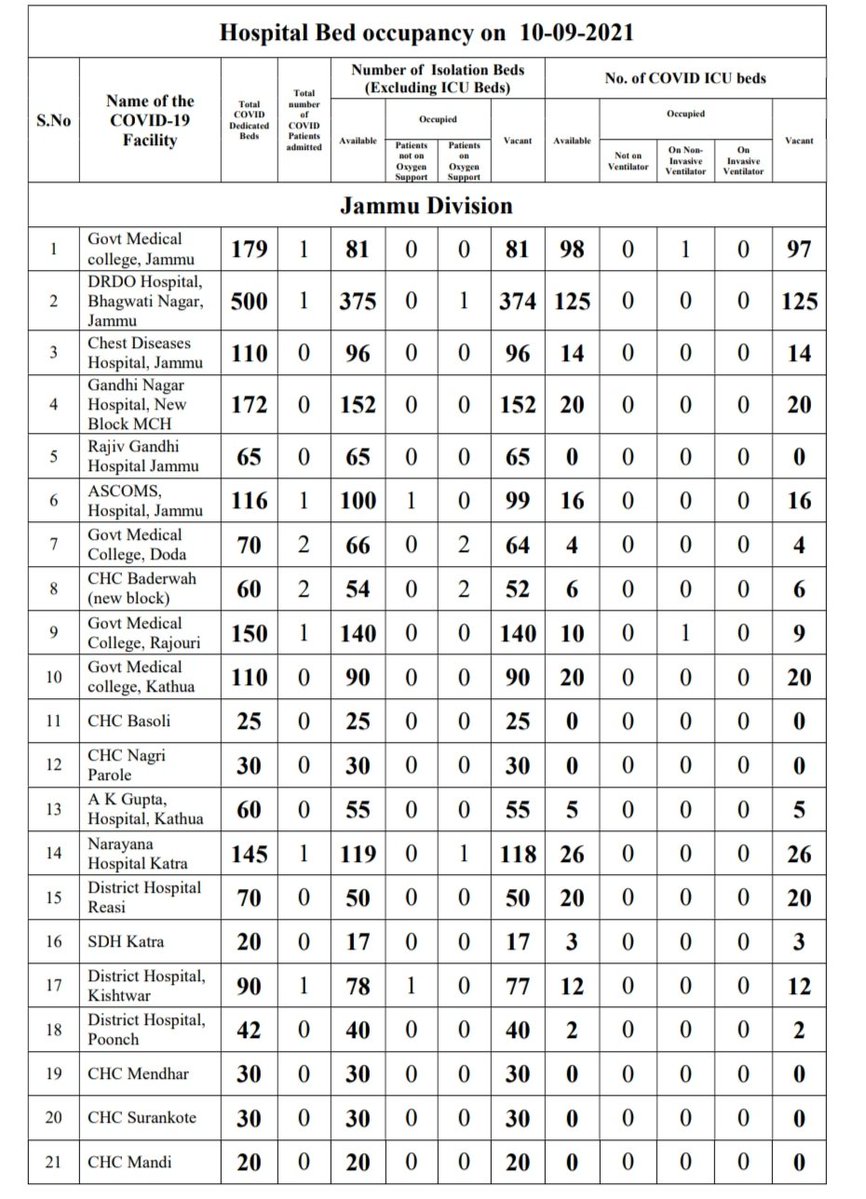 Hospital Bed occupancy on 10-09-2021
S.No
Name of the
COVID-19
Facility
Total
COVID
Dedicated
Beds
Total
number
of
COVID
Patients
admitted
Number of Isolation Beds
(Excluding ICU Beds)
Available
Occupied
Patients
not on
Oxygen
Support
Patients
on
Oxygen
Support
Vacant
No. of COVID ICU beds
Available
Occupied
Not on
Ventilator
On Non-
Invasive
Ventilator
On
Invasive
Ventilator
Vacant
Jammu Division
1 Govt Medical
college, Jammu 179 1 81 0 0 81 98 0 1 0 97
2 DRDO Hospital,
Bhagwati Nagar,
Jammu 500 1 375 0 1 374 125 0 0 0 125
3 Chest Diseases
Hospital, Jammu 110 0 96 0 0 96 14 0 0 0 14
4 Gandhi Nagar
Hospital, New
Block MCH 172 0 152 0 0 152 20 0 0 0 20
5 Rajiv Gandhi
Hospital Jammu 65 0 65 0 0 65 0 0 0 0 0
6 ASCOMS,
Hospital, Jammu 116 1 100 1 0 99 16 0 0 0 16
7 Govt Medical
College, Doda 70 2 66 0 2 64 4 0 0 0 4
8 CHC Baderwah
(new block) 60 2 54 0 2 52 6 0 0 0 6
9 Govt Medical
College, Rajouri 150 1 140 0 0 140 10 0 1 0 9
10 Govt Medical
college, Kathua 110 0 90 0 0 90 20 0 0 0 20
11 CHC Basoli 25 0 25 0 0 25 0 0 0 0 0
12 CHC Nagri
Parole 30 0 30 0 0 30 0 0 0 0 0
13 A K Gupta,
Hospital, Kathua 60 0 55 0 0 55 5 0 0 0 5
14 Narayana
Hospital Katra 145 1 119 0 1 118 26 0 0 0 26
15 District Hospital
Reasi 70 0 50 0 0 50 20 0 0 0 20
16 SDH Katra 20 0 17 0 0 17 3 0 0 0 3
17 District Hospital,
Kishtwar 90 1 78 1 0 77 12 0 0 0 12
18 District Hospital,
Poonch 42 0 40 0 0 40 2 0 0 0 2
19 CHC Mendhar 30 0 30 0 0 30 0 0 0 0 0
20 CHC Surankote 30 0 30 0 0 30 0 0 0 0 0
21 CHC Mandi 20 0 20 0 0 20 0 0 0 0 0